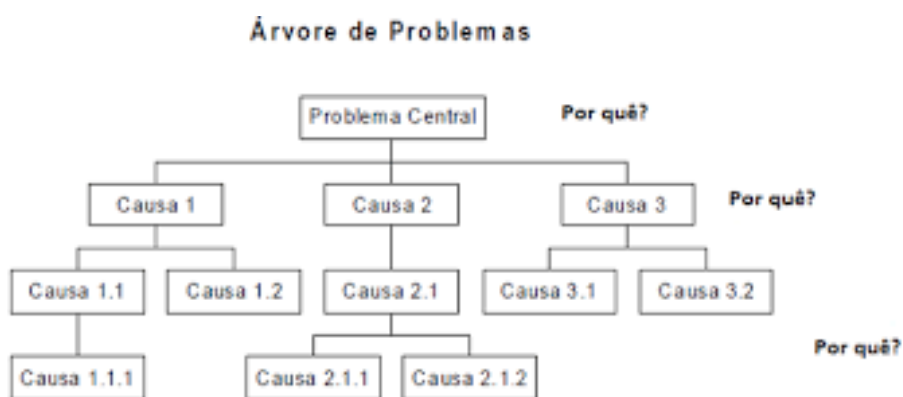 Árvore de Problemas
Problema Central Por quê?
Causa 1 Causa 2 Causa 3 Por quê?
Causa 1.1 Causa 1.2 Causa 2.1 Causa 3.1 Causa 3.2
Por quê?
Causa 1.1.1 Causa 2.1.1 Causa 2.1.2